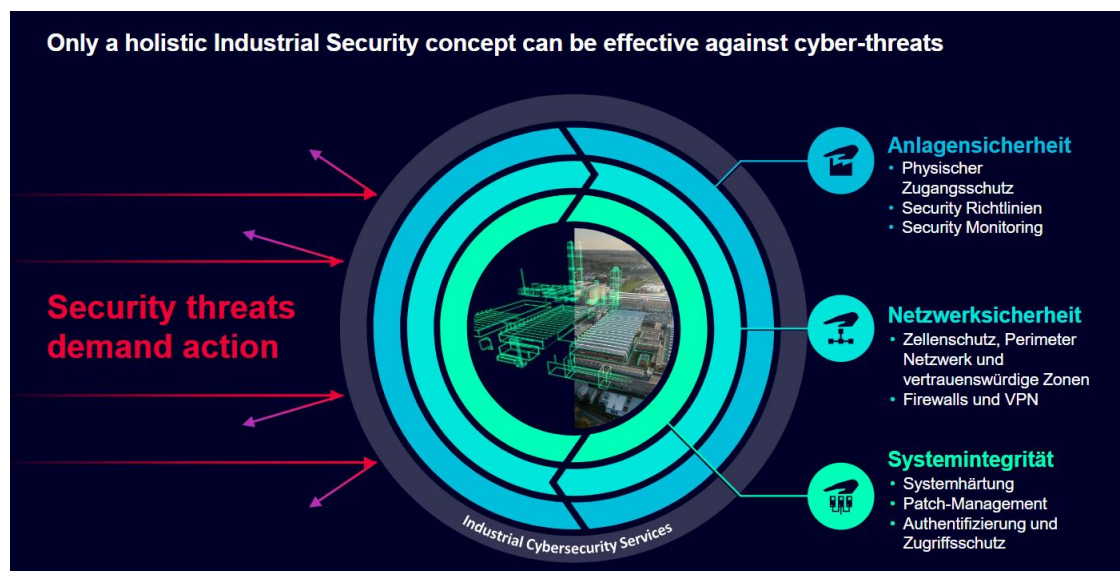 Only a holistic Industrial Security concept can be effective against cyber-threats
Security threats
demand action
Industrial Cybersecurity Services
Anlagensicherheit
• Physischer
Zugangsschutz
• Security Richtlinien
• Security Monitoring
Netzwerksicherheit
• Zellenschutz, Perimeter
Netzwerk und
vertrauenswürdige Zonen
• Firewalls und VPN
Systemintegrität
• Systemhärtung
• Patch-Management
• Authentifizierung und
Zugriffsschutz